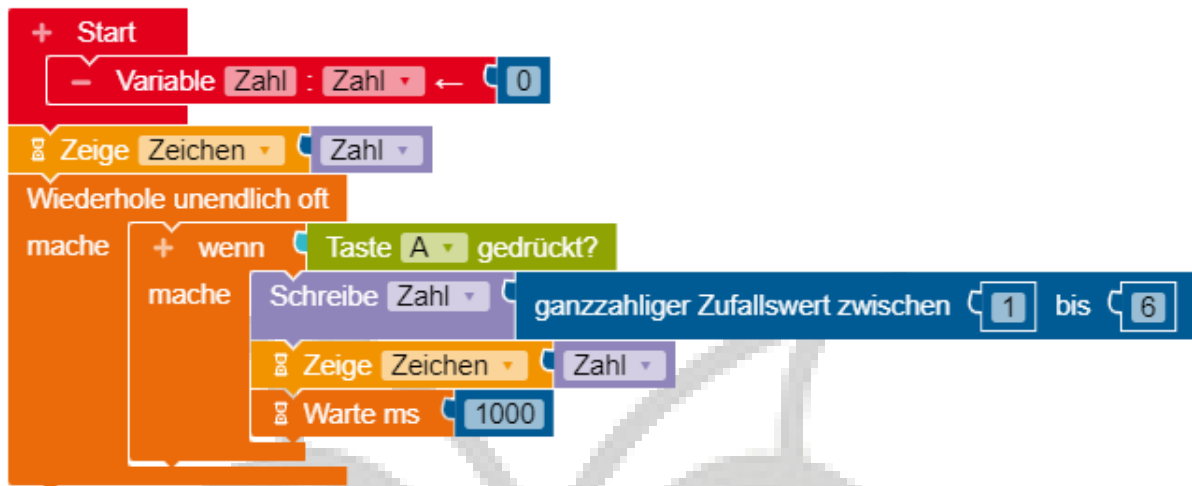 + Start
− Variable Zahl : Zahl ← 0
Zeige Zeichen Zahl
Wiederhole unendlich oft
mache + wenn Taste A gedrückt?
mache Schreibe Zahl ganzzahliger Zufallswert zwischen 1 bis 6
Zeige Zeichen Zahl
Warte ms 1000